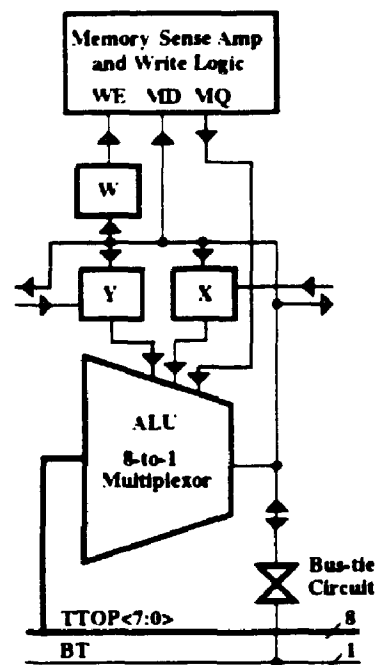 Memory Sense Amp
and Write Logic
WE MD MQ
W
Y X
ALU
8-to-1
Multiplexor
Bus-tie
Circuit
TTOP<7:0> 8
BT 1